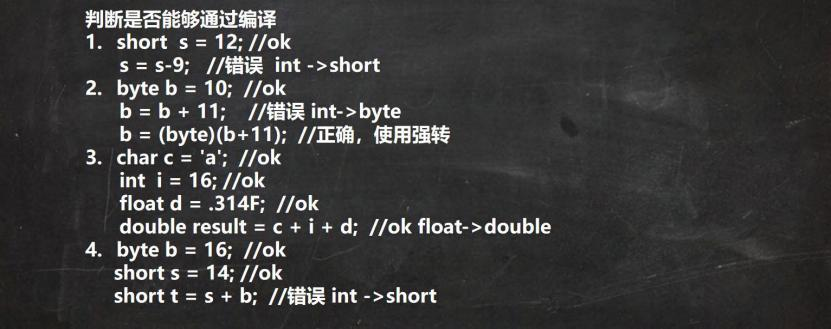 判断是否能够通过编译
1. short s = 12; //ok
s = s-9; //错误 int ->short
2. byte b = 10; //ok
b = b + 11; //错误 int->byte
b = (byte)(b+11); //正确，使用强转
3. char c = 'a'; //ok
int i = 16; //ok
float d = .314F; //ok
double result = c + i + d; //ok float->double
4. byte b = 16; //ok
short s = 14; //ok
short t = s + b; //错误 int ->short